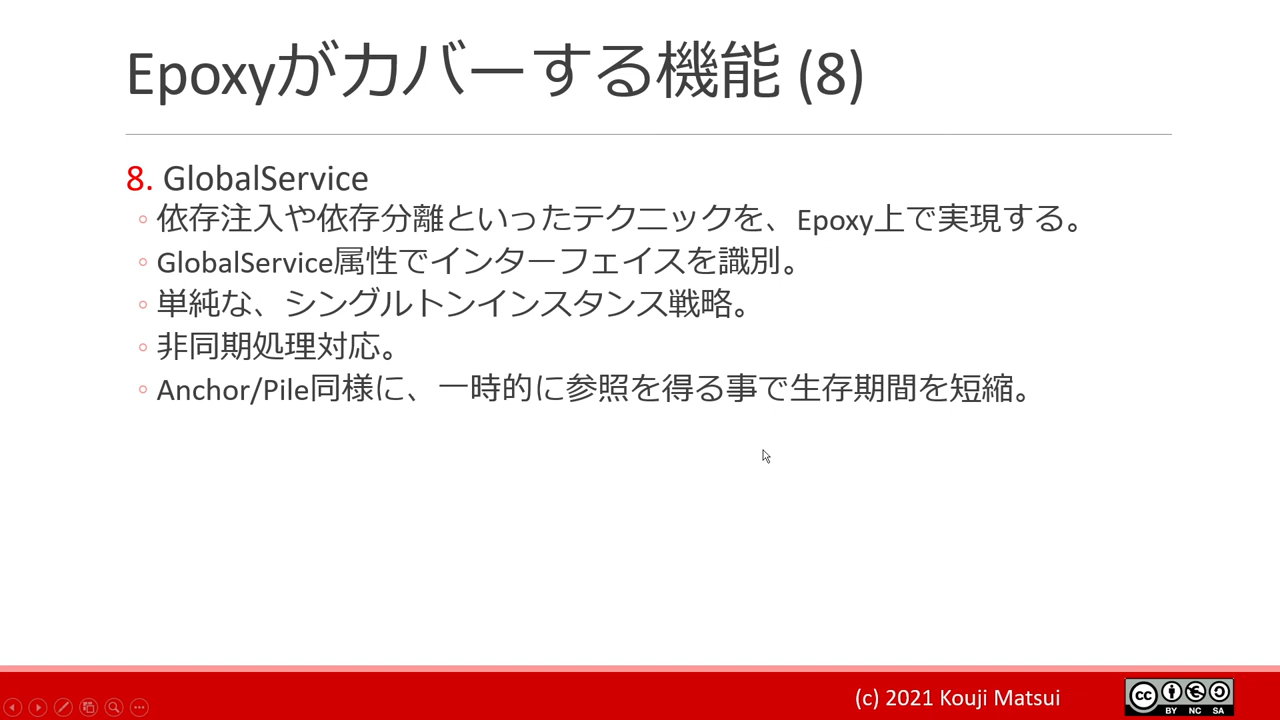 Epoxyがカバーする機能 (8)
8. GlobalService
依存注入や依存分離といったテクニックを、Epoxy上で実現する。
GlobalService属性でインターフェイスを識別。
単純な、シングルトンインスタンス戦略。
非同期処理対応。
Anchor/Pile同様に、一時的に参照を得る事で生存期間を短縮。
(c) 2021 Kouji Matsui
cc
BY NC SA